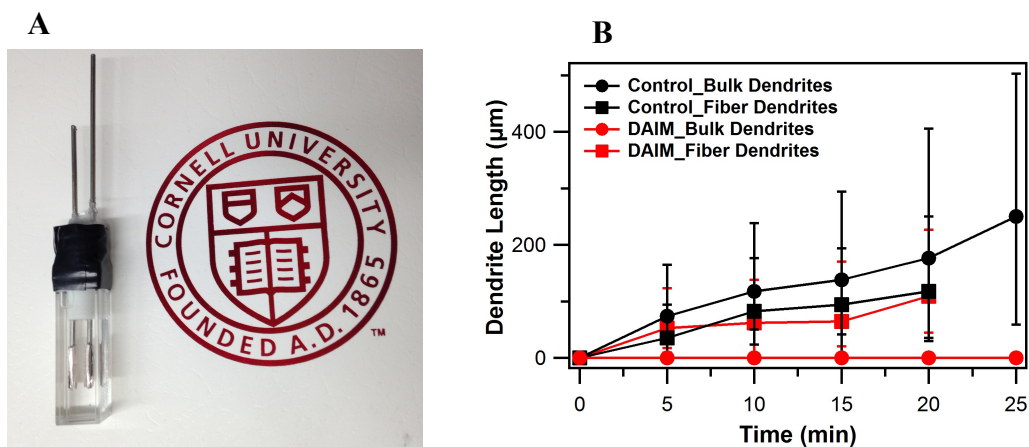 A
CORNELL UNIVERSITY
FOUNDED A.D. 1865
™
B
Control_Bulk Dendrites
Control_Fiber Dendrites
DAIM_Bulk Dendrites
DAIM_Fiber Dendrites
Dendrite Length (µm)
400
200
0
0 5 10 15 20 25
Time (min)